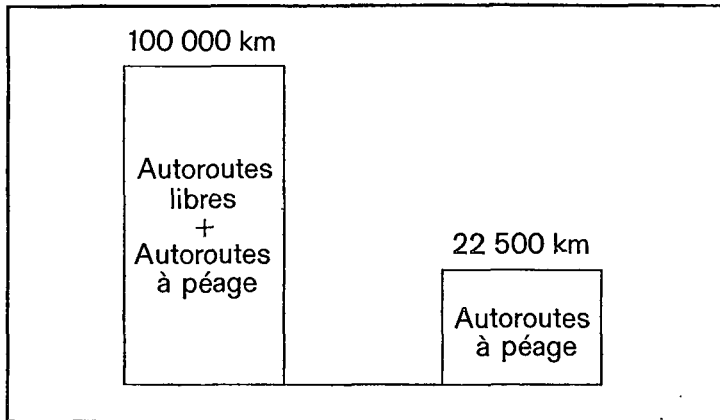 100 000 km
Autoroutes
libres
+
Autoroutes
à péage
22 500 km
Autoroutes
à péage